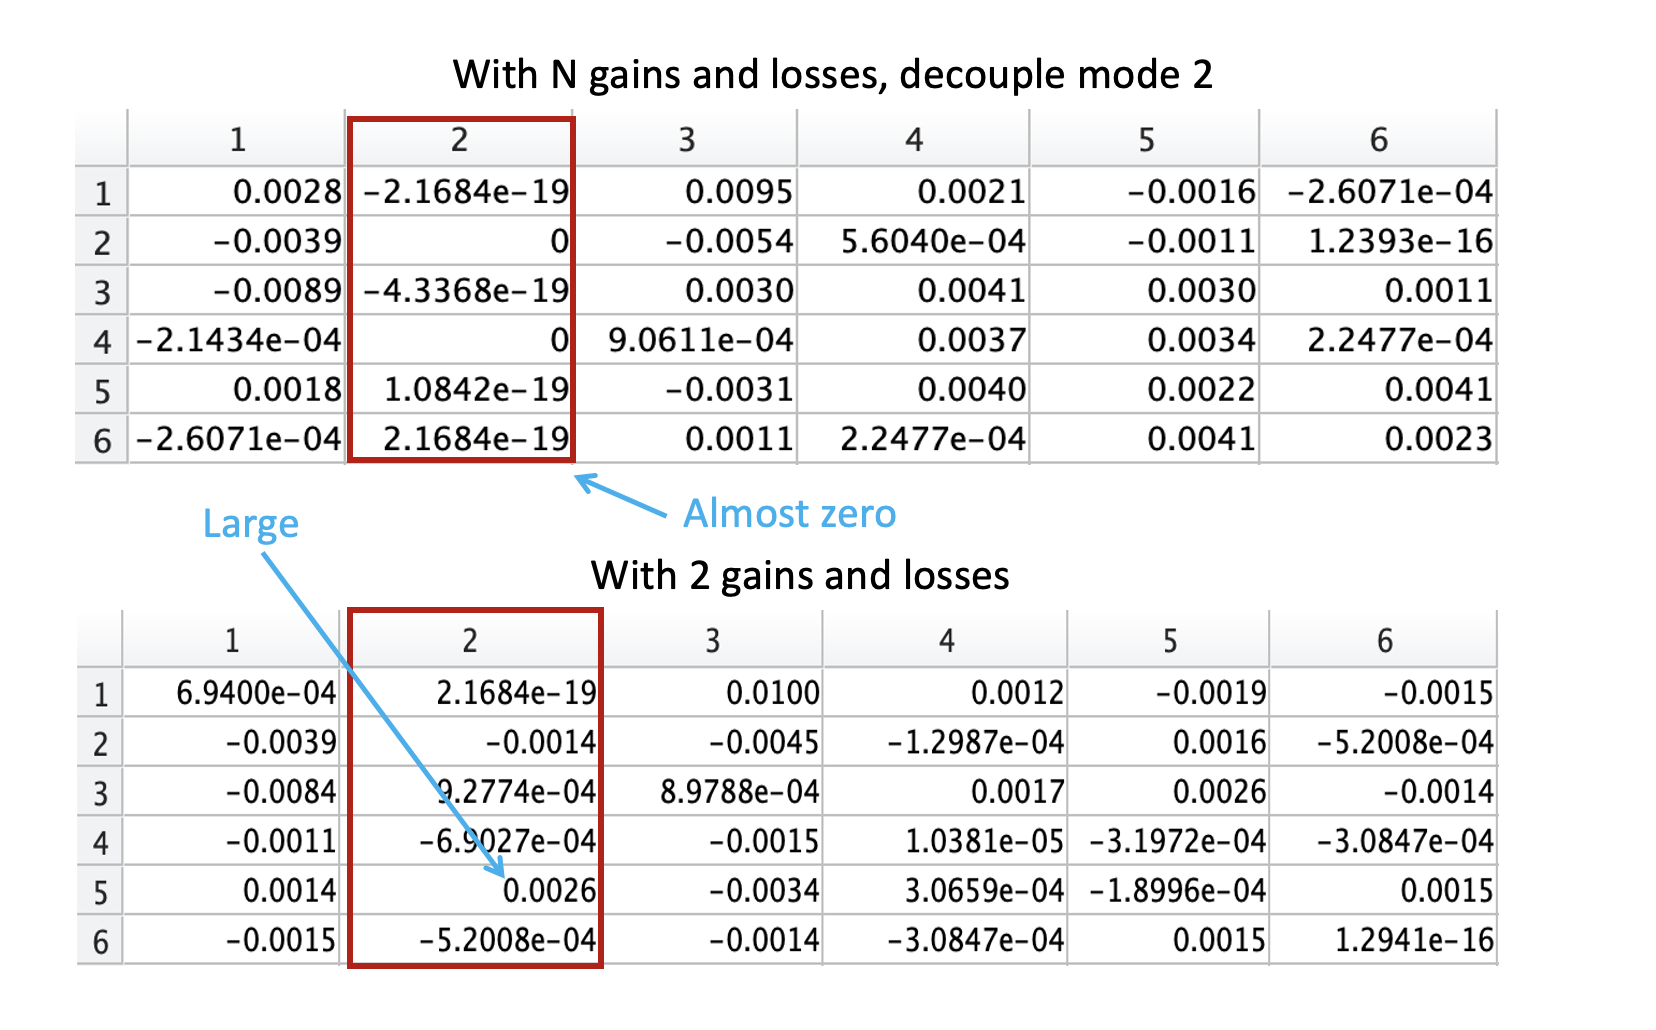 With N gains and losses, decouple mode 2
1 2 3 4 5 6
1 0.0028 −2.1684e−19 0.0095 0.0021 −0.0016 −2.6071e−04
2 −0.0039 0 −0.0054 5.6040e−04 −0.0011 1.2393e−16
3 −0.0089 −4.3368e−19 0.0030 0.0041 0.0030 0.0011
4 −2.1434e−04 0 9.0611e−04 0.0037 0.0034 2.2477e−04
5 0.0018 1.0842e−19 −0.0031 0.0040 0.0022 0.0041
6 −2.6071e−04 2.1684e−19 0.0011 2.2477e−04 0.0041 0.0023
Almost zero
Large
With 2 gains and losses
1 2 3 4 5 6
1 6.9400e−04 2.1684e−19 0.0100 0.0012 −0.0019 −0.0015
2 −0.0039 −0.0014 −0.0045 −1.2987e−04 0.0016 −5.2008e−04
3 −0.0084 9.2774e−04 8.9788e−04 0.0017 0.0026 −0.0014
4 −0.0011 −6.9027e−04 −0.0015 1.0381e−05 −3.1972e−04 −3.0847e−04
5 0.0014 0.0026 −0.0034 3.0659e−04 −1.8996e−04 0.0015
6 −0.0015 −5.2008e−04 −0.0014 −3.0847e−04 0.0015 1.2941e−16